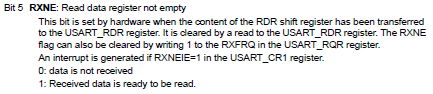 Bit 5 RXNE: Read data register not empty
This bit is set by hardware when the content of the RDR shift register has been transferred
to the USART_RDR register. It is cleared by a read to the USART_RDR register. The RXNE
flag can also be cleared by writing 1 to the RXFRQ in the USART_RQR register.
An interrupt is generated if RXNEIE=1 in the USART_CR1 register.
0: data is not received
1: Received data is ready to be read.